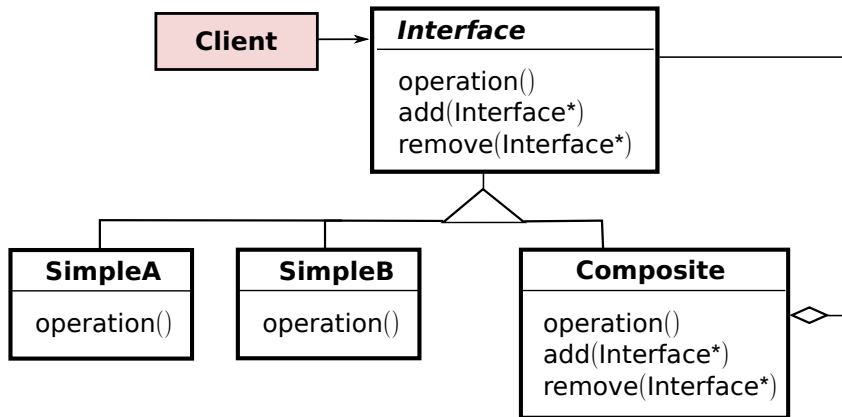 Client
Interface
operation()
add(Interface*)
remove(Interface*)
SimpleA
operation()
SimpleB
operation()
Composite
operation()
add(Interface*)
remove(Interface*)